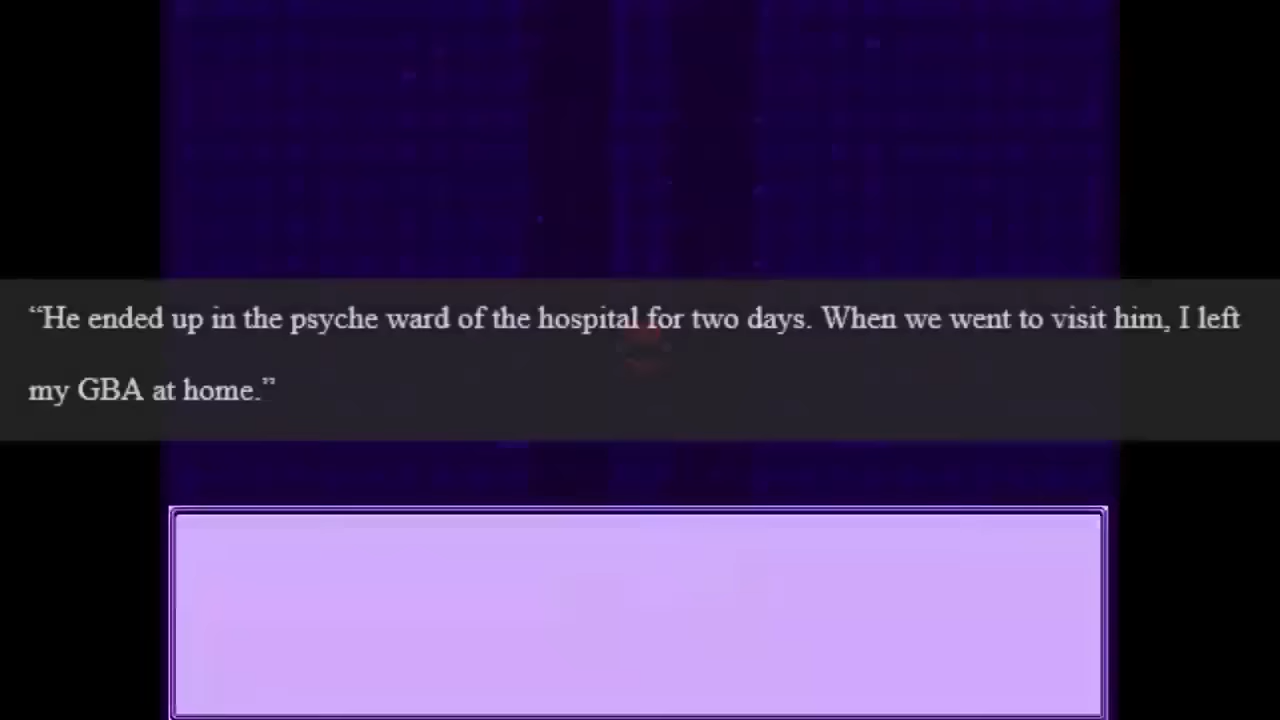 “He ended up in the psyche ward of the hospital for two days. When we went to visit him, I left
my GBA at home.”